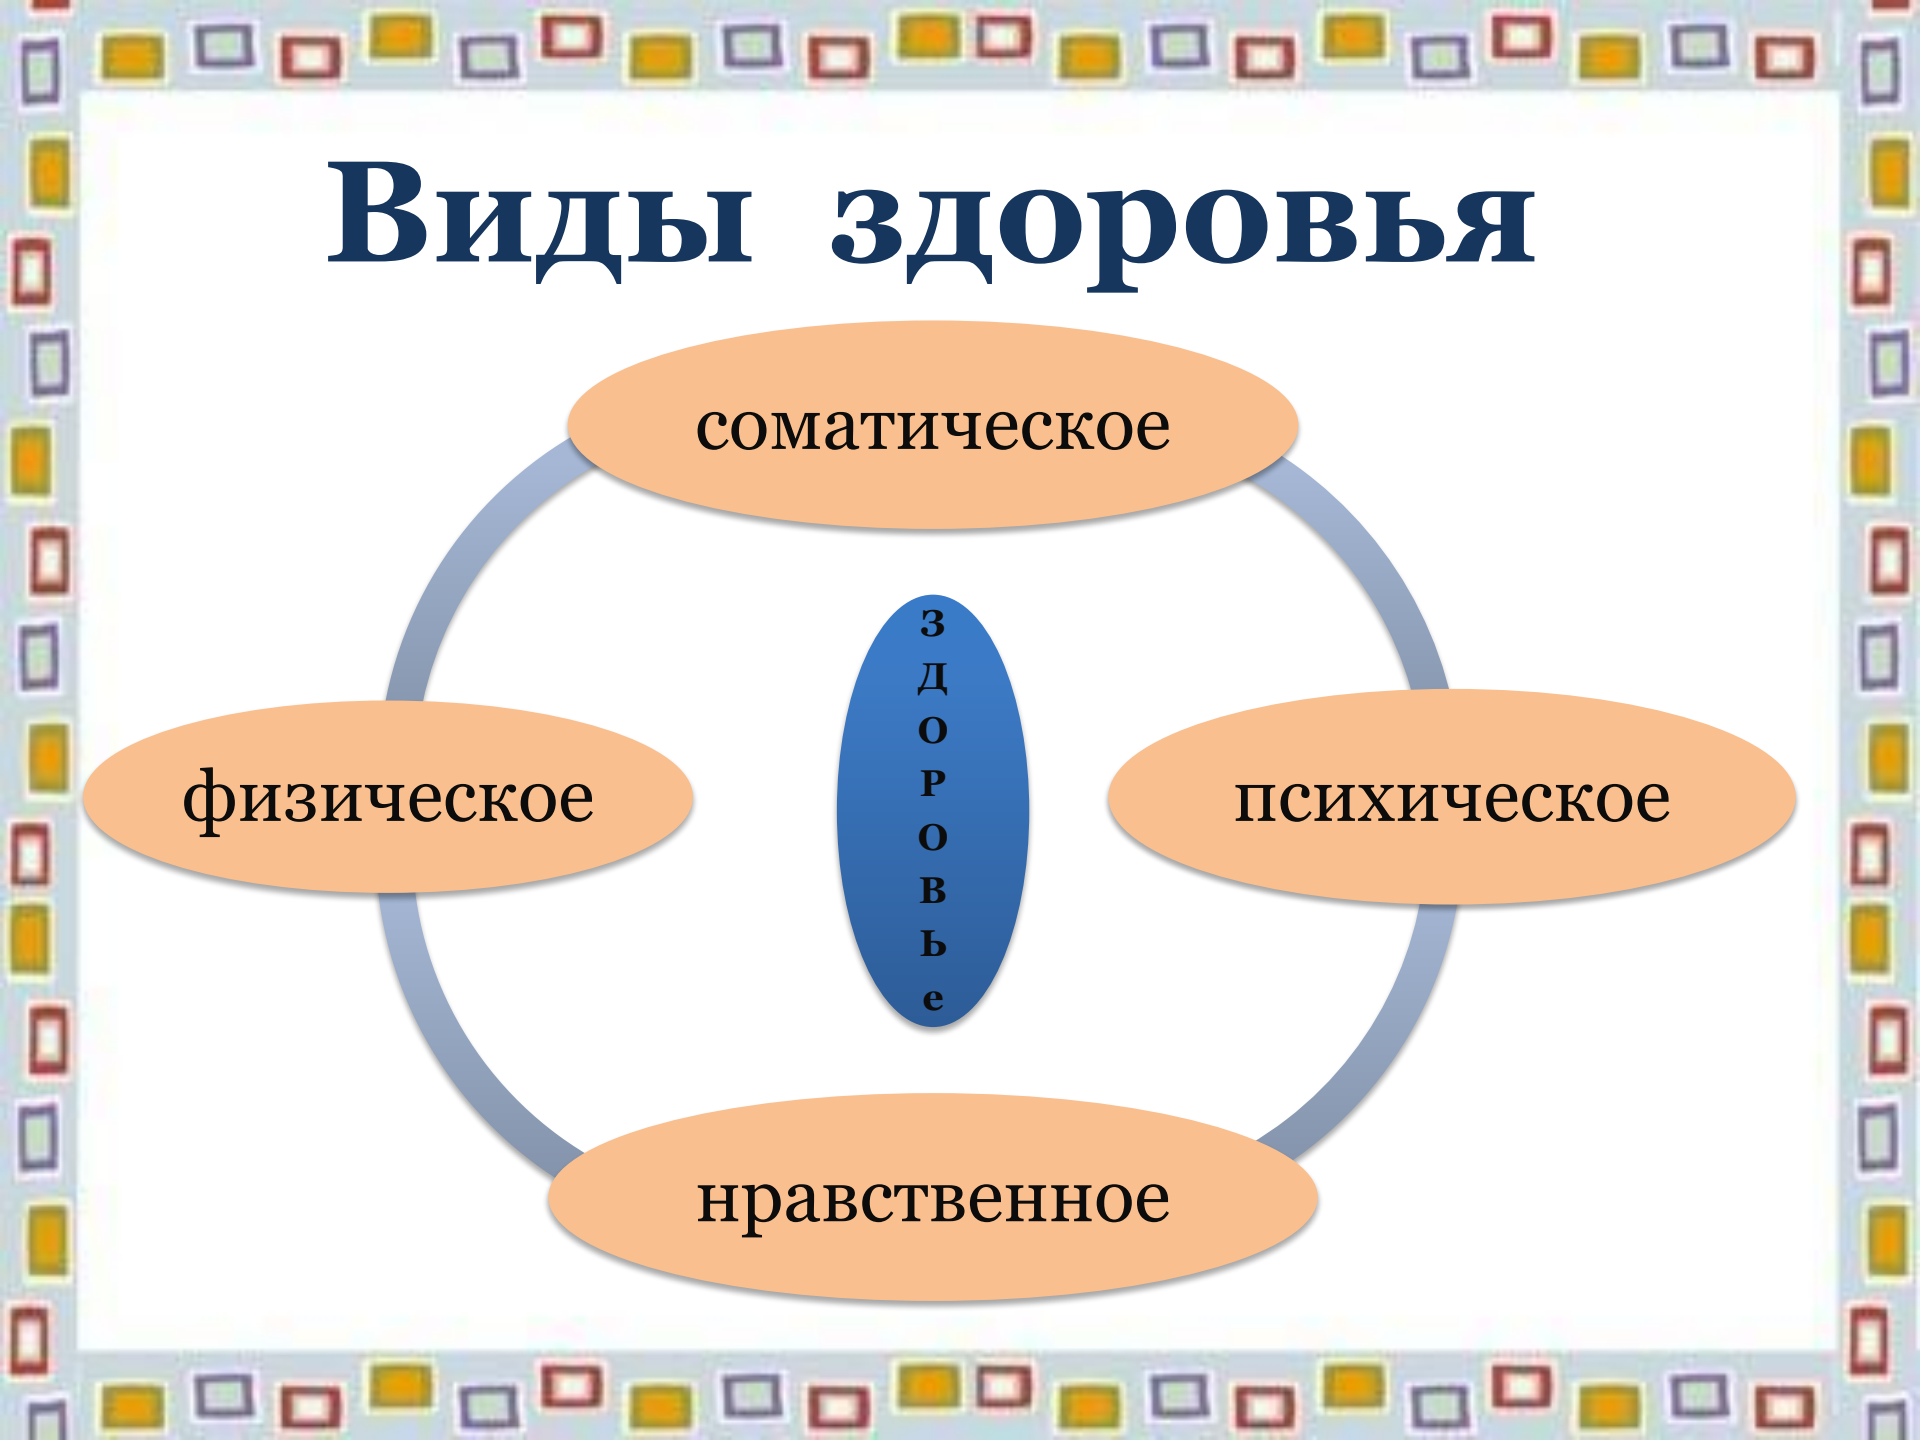 Виды здоровья
соматическое
з
д
о
р
о
в
ь
е
физическое
психическое
нравственное